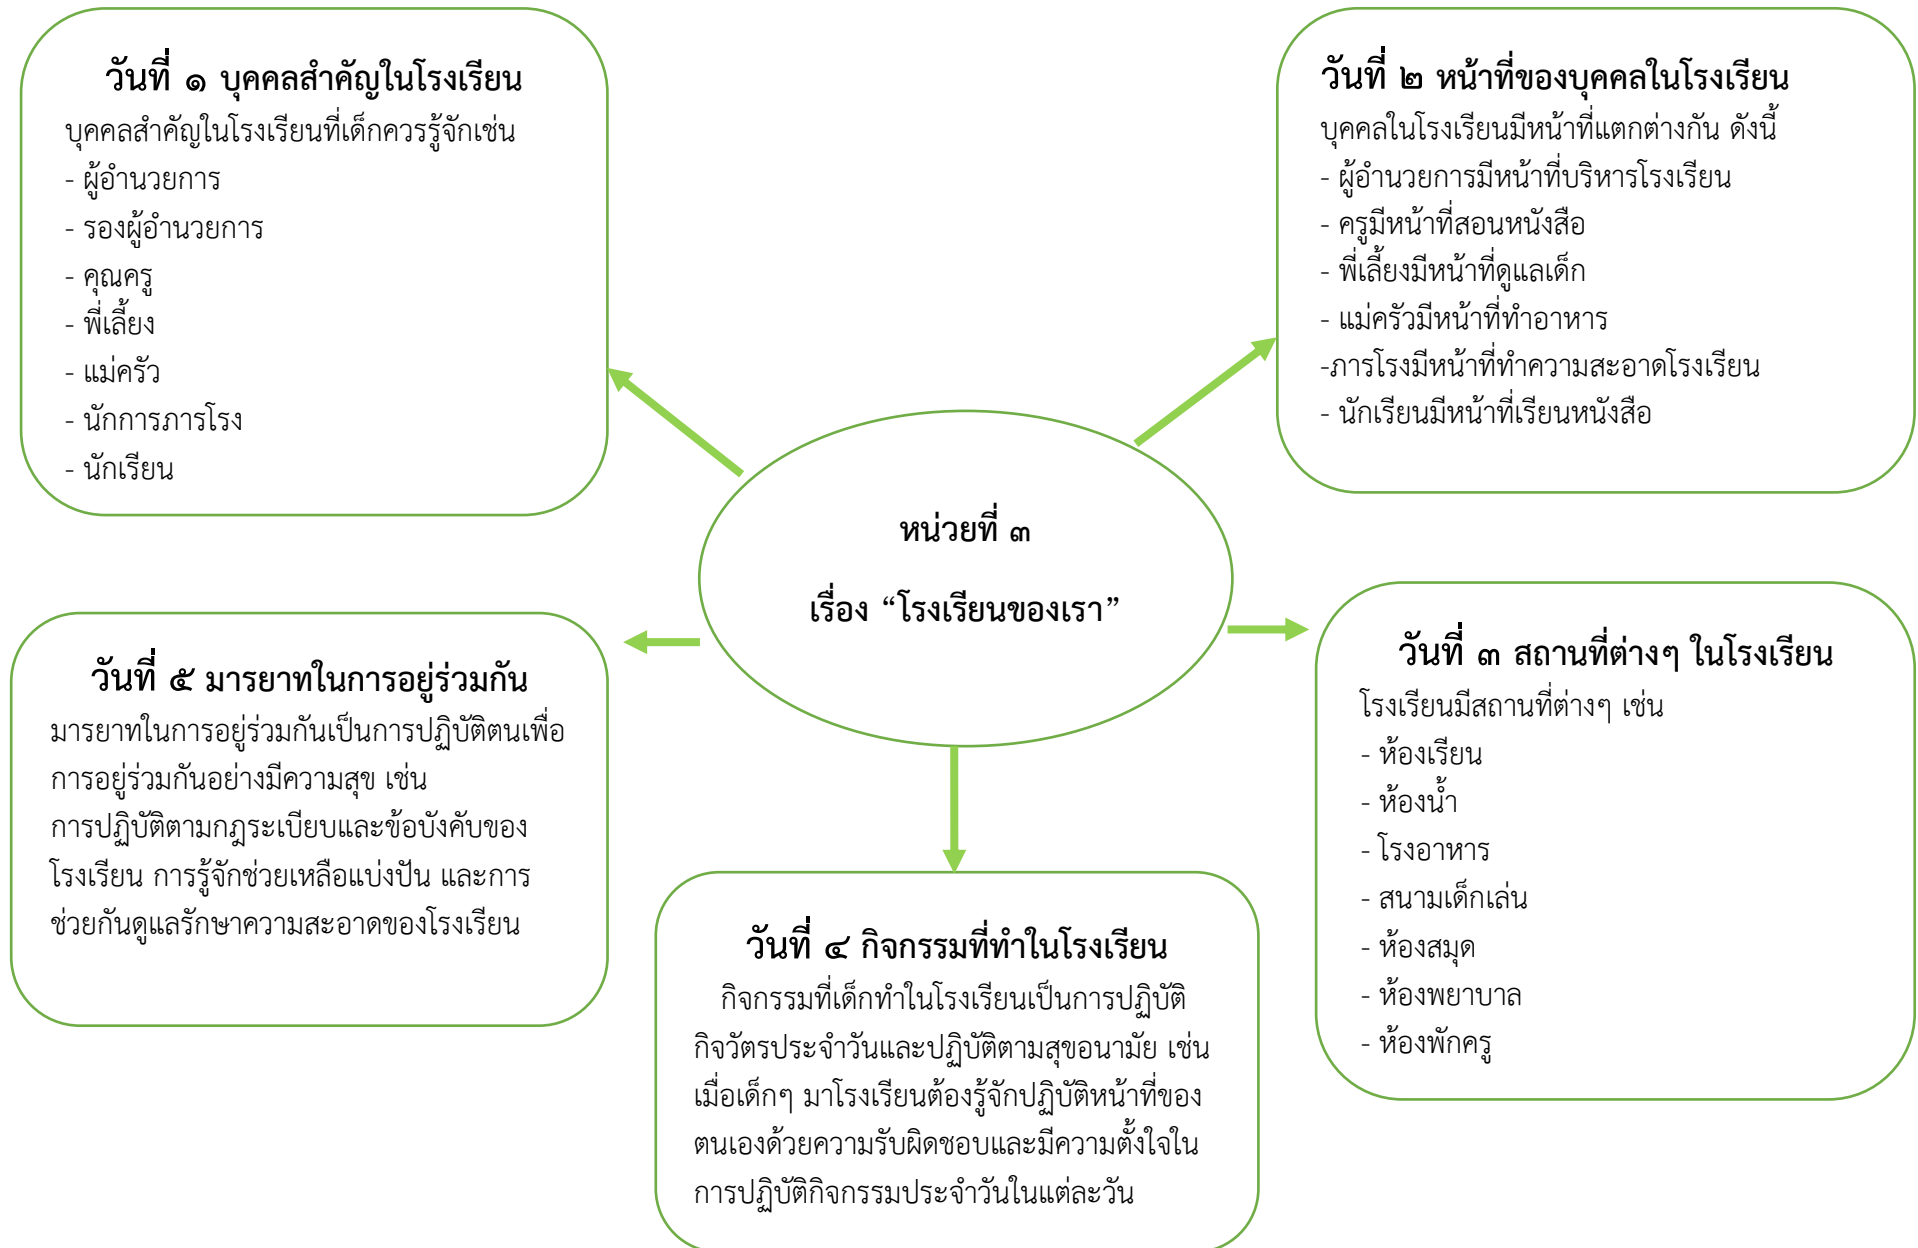 วันที่ ๑ บุคคลสำคัญในโรงเรียน
บุคคลสำคัญในโรงเรียนที่เด็กควรรู้จักเช่น
- ผู้อำนวยการ
- รองผู้อำนวยการ
- คุณครู
- พี่เลี้ยง
- แม่ครัว
- นักการภารโรง
- นักเรียน
วันที่ ๒ หน้าที่ของบุคคลในโรงเรียน
บุคคลในโรงเรียนมีหน้าที่แตกต่างกัน ดังนี้
- ผู้อำนวยการมีหน้าที่บริหารโรงเรียน
- ครูมีหน้าที่สอนหนังสือ
- พี่เลี้ยงมีหน้าที่ดูแลเด็ก
- แม่ครัวมีหน้าที่ทำอาหาร
-ภารโรงมีหน้าที่ทำความสะอาดโรงเรียน
- นักเรียนมีหน้าที่เรียนหนังสือ
หน่วยที่ ๓
เรื่อง “โรงเรียนของเรา”
วันที่ ๓ สถานที่ต่างๆ ในโรงเรียน
โรงเรียนมีสถานที่ต่างๆ เช่น
- ห้องเรียน
- ห้องน้ำ
- โรงอาหาร
- สนามเด็กเล่น
- ห้องสมุด
- ห้องพยาบาล
- ห้องพักครู
วันที่ ๔ กิจกรรมที่ทำในโรงเรียน
กิจกรรมที่เด็กทำในโรงเรียนเป็นการปฏิบัติ
กิจวัตรประจำวันและปฏิบัติตามสุขอนามัย เช่น
เมื่อเด็กๆ มาโรงเรียนต้องรู้จักปฏิบัติหน้าที่ของ
ตนเองด้วยความรับผิดชอบและมีความตั้งใจใน
การปฏิบัติกิจกรรมประจำวันในแต่ละวัน
วันที่ ๕ มารยาทในการอยู่ร่วมกัน
มารยาทในการอยู่ร่วมกันเป็นการปฏิบัติตนเพื่อ
การอยู่ร่วมกันอย่างมีความสุข เช่น
การปฏิบัติตามกฎระเบียบและข้อบังคับของ
โรงเรียน การรู้จักช่วยเหลือแบ่งปัน และการ
ช่วยกันดูแลรักษาความสะอาดของโรงเรียน